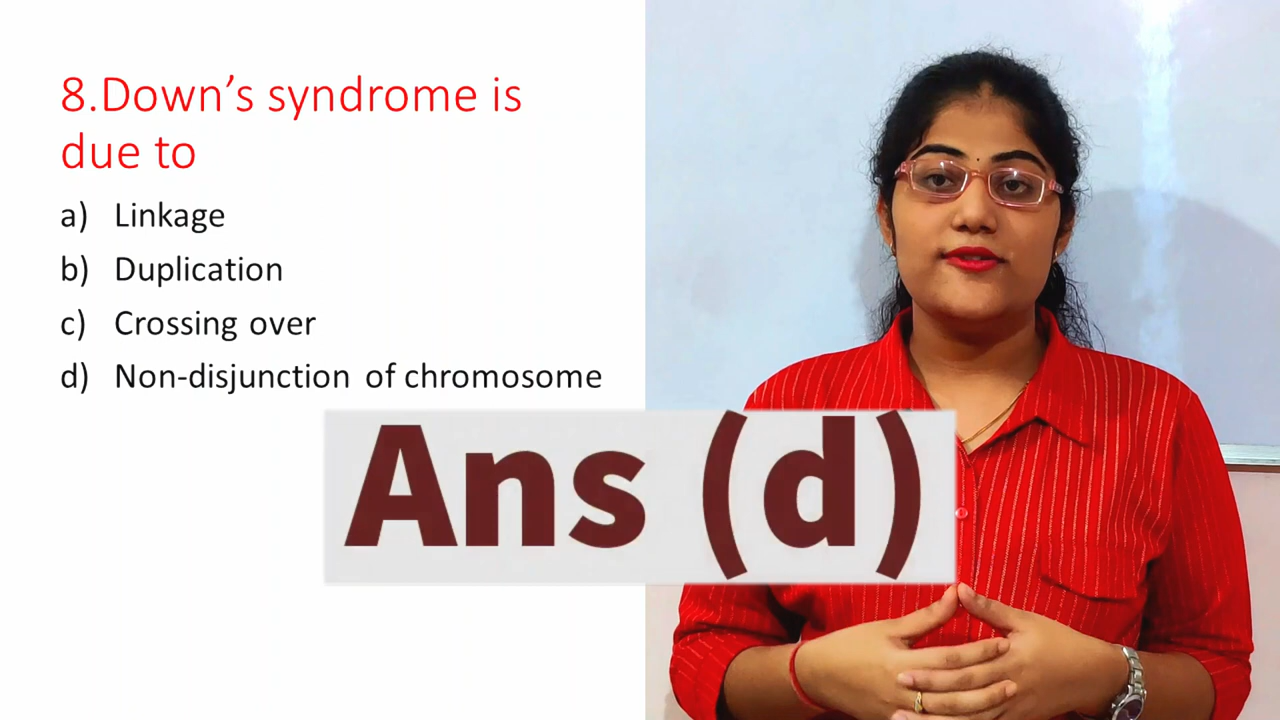 8.Down’s syndrome is
due to
a) Linkage
b) Duplication
c) Crossing over
d) Non-disjunction of chromosome
Ans (d)